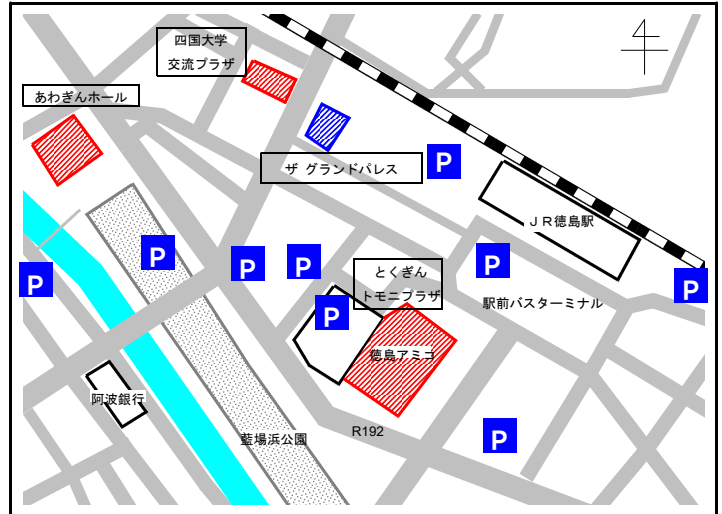 四国大学
交流プラザ
あわぎんホール
ザ グランドパレス
P
JR徳島駅
P
P
P
P
とくぎん
トモニプラザ
P
P
駅前バスターミナル
P
徳島アミコ
阿波銀行
藍場浜公園
R192
P